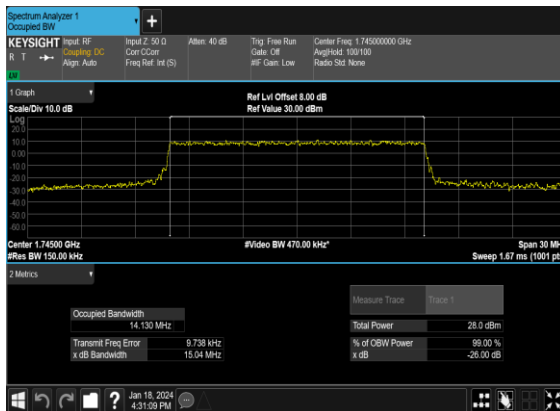 Spectrum Analyzer 1
Occupied BW
KEYSIGHT
R T
Input: RF
Coupling: DC
Align: Auto
Input Z: 50 Ω
Corr CCorr
Freq Ref: Int (S)
Atten: 40 dB
Trig: Free Run
Gate: Off
#IF Gain: Low
Center Freq: 1.745000000 GHz
Avg|Hold: 100/100
Radio Std: None
1 Graph
Scale/Div 10.0 dB
Ref Lvl Offset 8.00 dB
Ref Value 30.00 dBm
Log
20.0
10.0
0.00
-10.0
-20.0
-30.0
-40.0
-50.0
-60.0
Center 1.74500 GHz
#Res BW 150.00 kHz
#Video BW 470.00 kHz*
Span 30 MH
Sweep 1.67 ms (1001 pts
2 Metrics
Measure Trace
Trace 1
Occupied Bandwidth
14.130 MHz
Total Power
28.0 dBm
Transmit Freq Error
9.738 kHz
% of OBW Power
99.00 %
x dB Bandwidth
15.04 MHz
x dB
-26.00 dB
?
Jan 18, 2024
4:31:09 PM